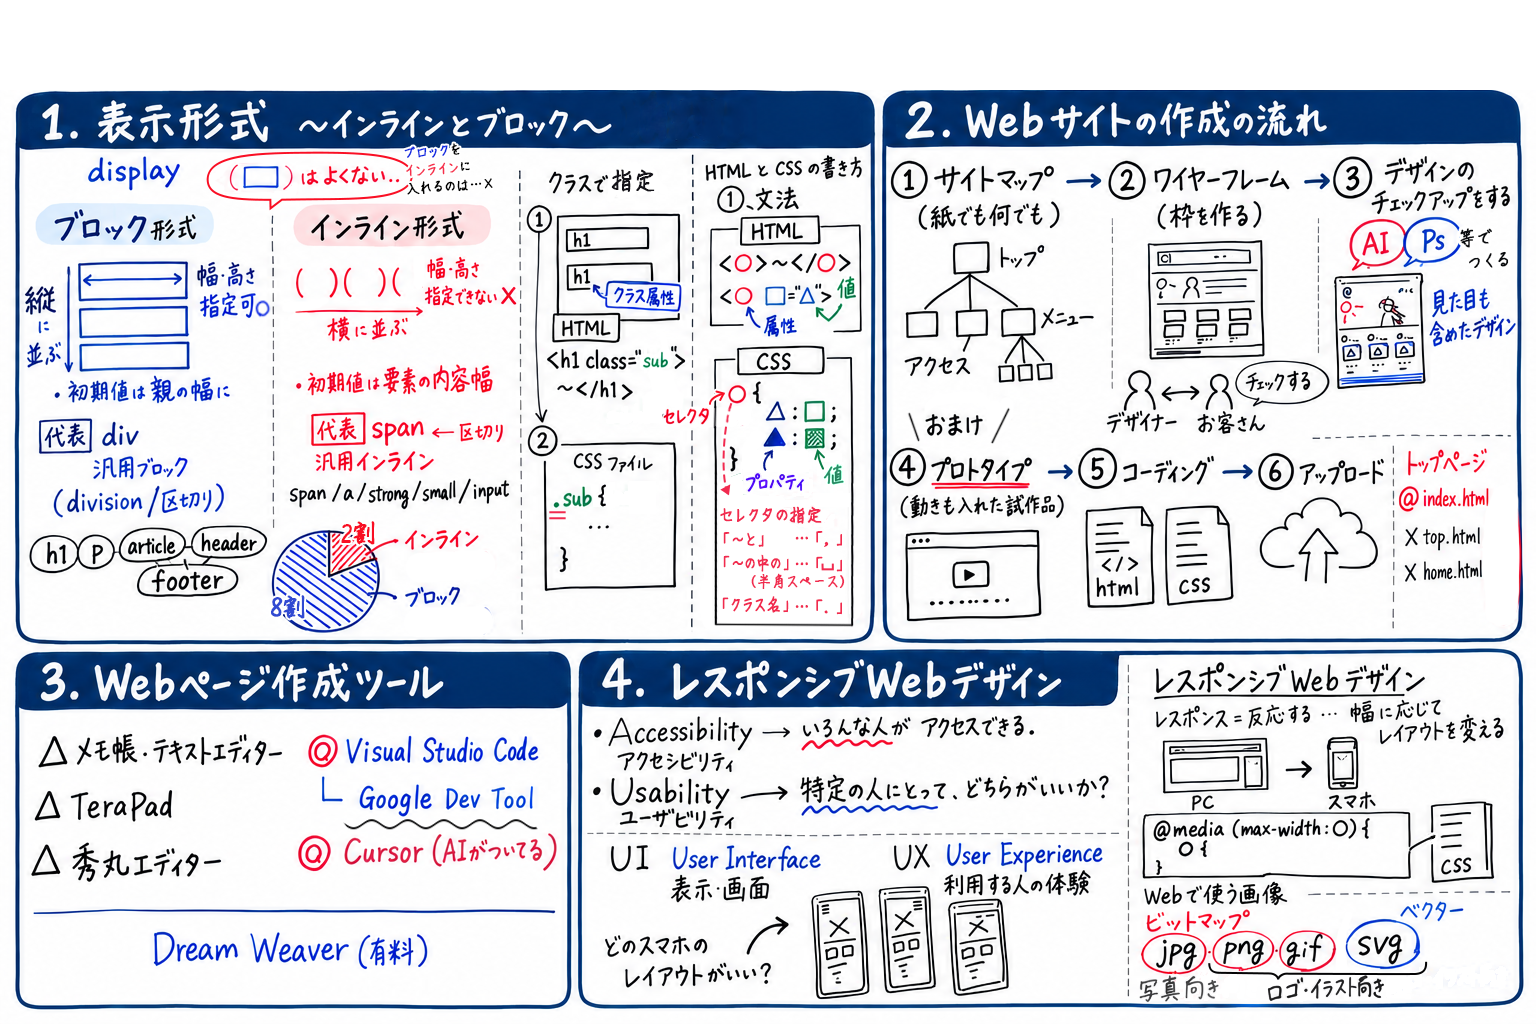 1. 表示形式 ～インラインとブロック～
display
( )はよくない‥
ブロックを
インラインに
入れるのは…×
ブロック形式
縦
に
並ぶ
幅・高さ
指定可○
・初期値は親の幅に
代表 div
汎用ブロック
(division/区切り)
h1 P article header
footer
インライン形式
( )( )(
幅・高さ
指定できない X
横に並ぶ
・初期値は要素の内容幅
代表 span ← 区切り
汎用インライン
span/a/strong/small/input
2割
インライン
8割
ブロック
クラスで指定
①
h1
h1
クラス属性
HTML
<h1 class="sub">
～</h1>
②
CSSファイル
.sub {
…
}
HTMLとCSSの書き方
①、文法
HTML
<○>～</○>
<○ □="△">
値
属性
CSS
セレクタ
○ {
△ : □ ;
▲ : ▨ ;
}
プロパティ
値
セレクタの指定
「～と」 …「,」
「～の中の」…「␣」
(半角スペース)
「クラス名」…「.」
2. Webサイトの作成の流れ
① サイトマップ
(紙でも何でも)
トップ
メニュー
アクセス
→ ② ワイヤーフレーム
(枠を作る)
デザイナー ↔ お客さん
チェックする
→ ③ デザインの
チェックアップをする
AI Ps 等で
つくる
見た目も
含めたデザイン
\ おまけ /
④ プロトタイプ
(動きも入れた試作品)
→ ⑤ コーディング
</>
html
css
→ ⑥ アップロード
トップページ
@ index.html
X top.html
X home.html
3. Webページ作成ツール
△ メモ帳・テキストエディター
△ TeraPad
△ 秀丸エディター
◎ Visual Studio Code
└ Google Dev Tool
◎ Cursor (AIがついてる)
Dream Weaver (有料)
4. レスポンシブWebデザイン
・Accessibility → いろんな人が アクセスできる.
アクセシビリティ
・Usability → 特定の人にとって、どちらがいいか?
ユーザビリティ
UI User Interface
表示・画面
UX User Experience
利用する人の体験
どのスマホの
レイアウトがいい?
レスポンシブWebデザイン
レスポンス=反応する … 幅に応じて
レイアウトを変える
PC
→
スマホ
@media (max-width:○) {
○ {
}
CSS
Webで使う画像
ビットマップ
ベクター
jpg・png・gif svg
写真向き
ロゴ・イラスト向き